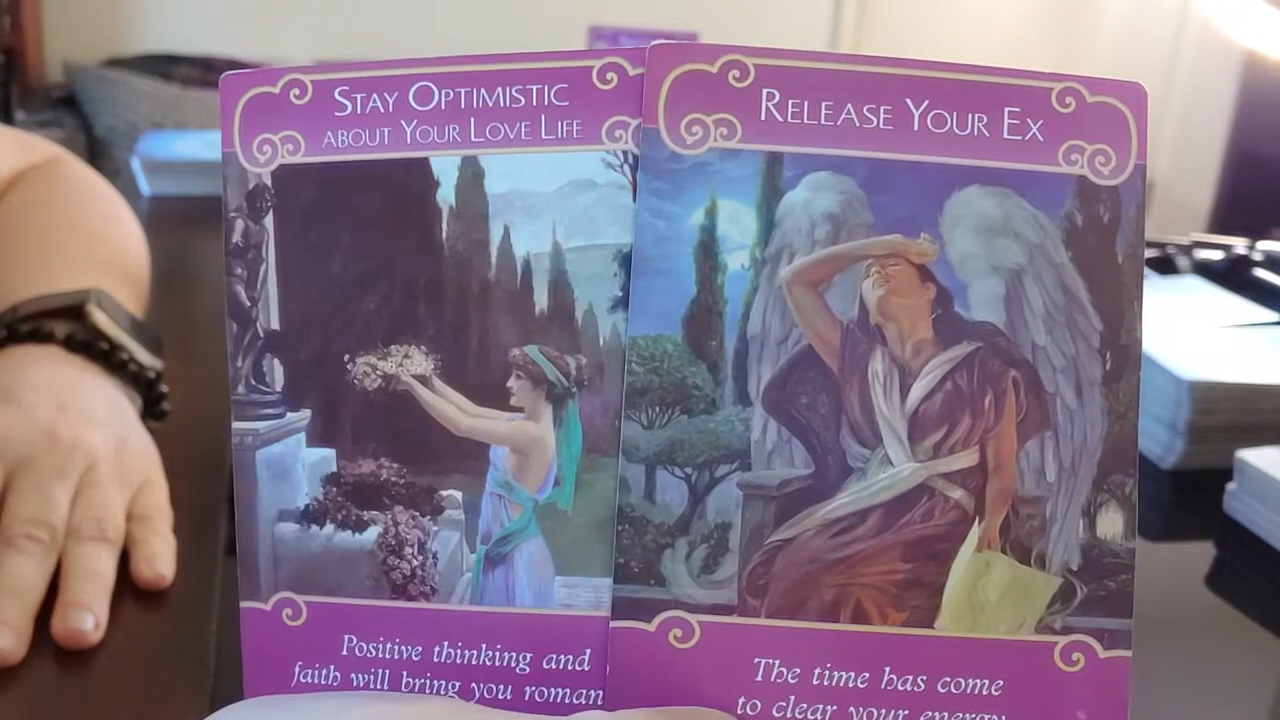 STAY OPTIMISTIC
ABOUT YOUR LOVE LIFE
Positive thinking and
faith will bring you roman
RELEASE YOUR EX
The time has come
to clear your energy